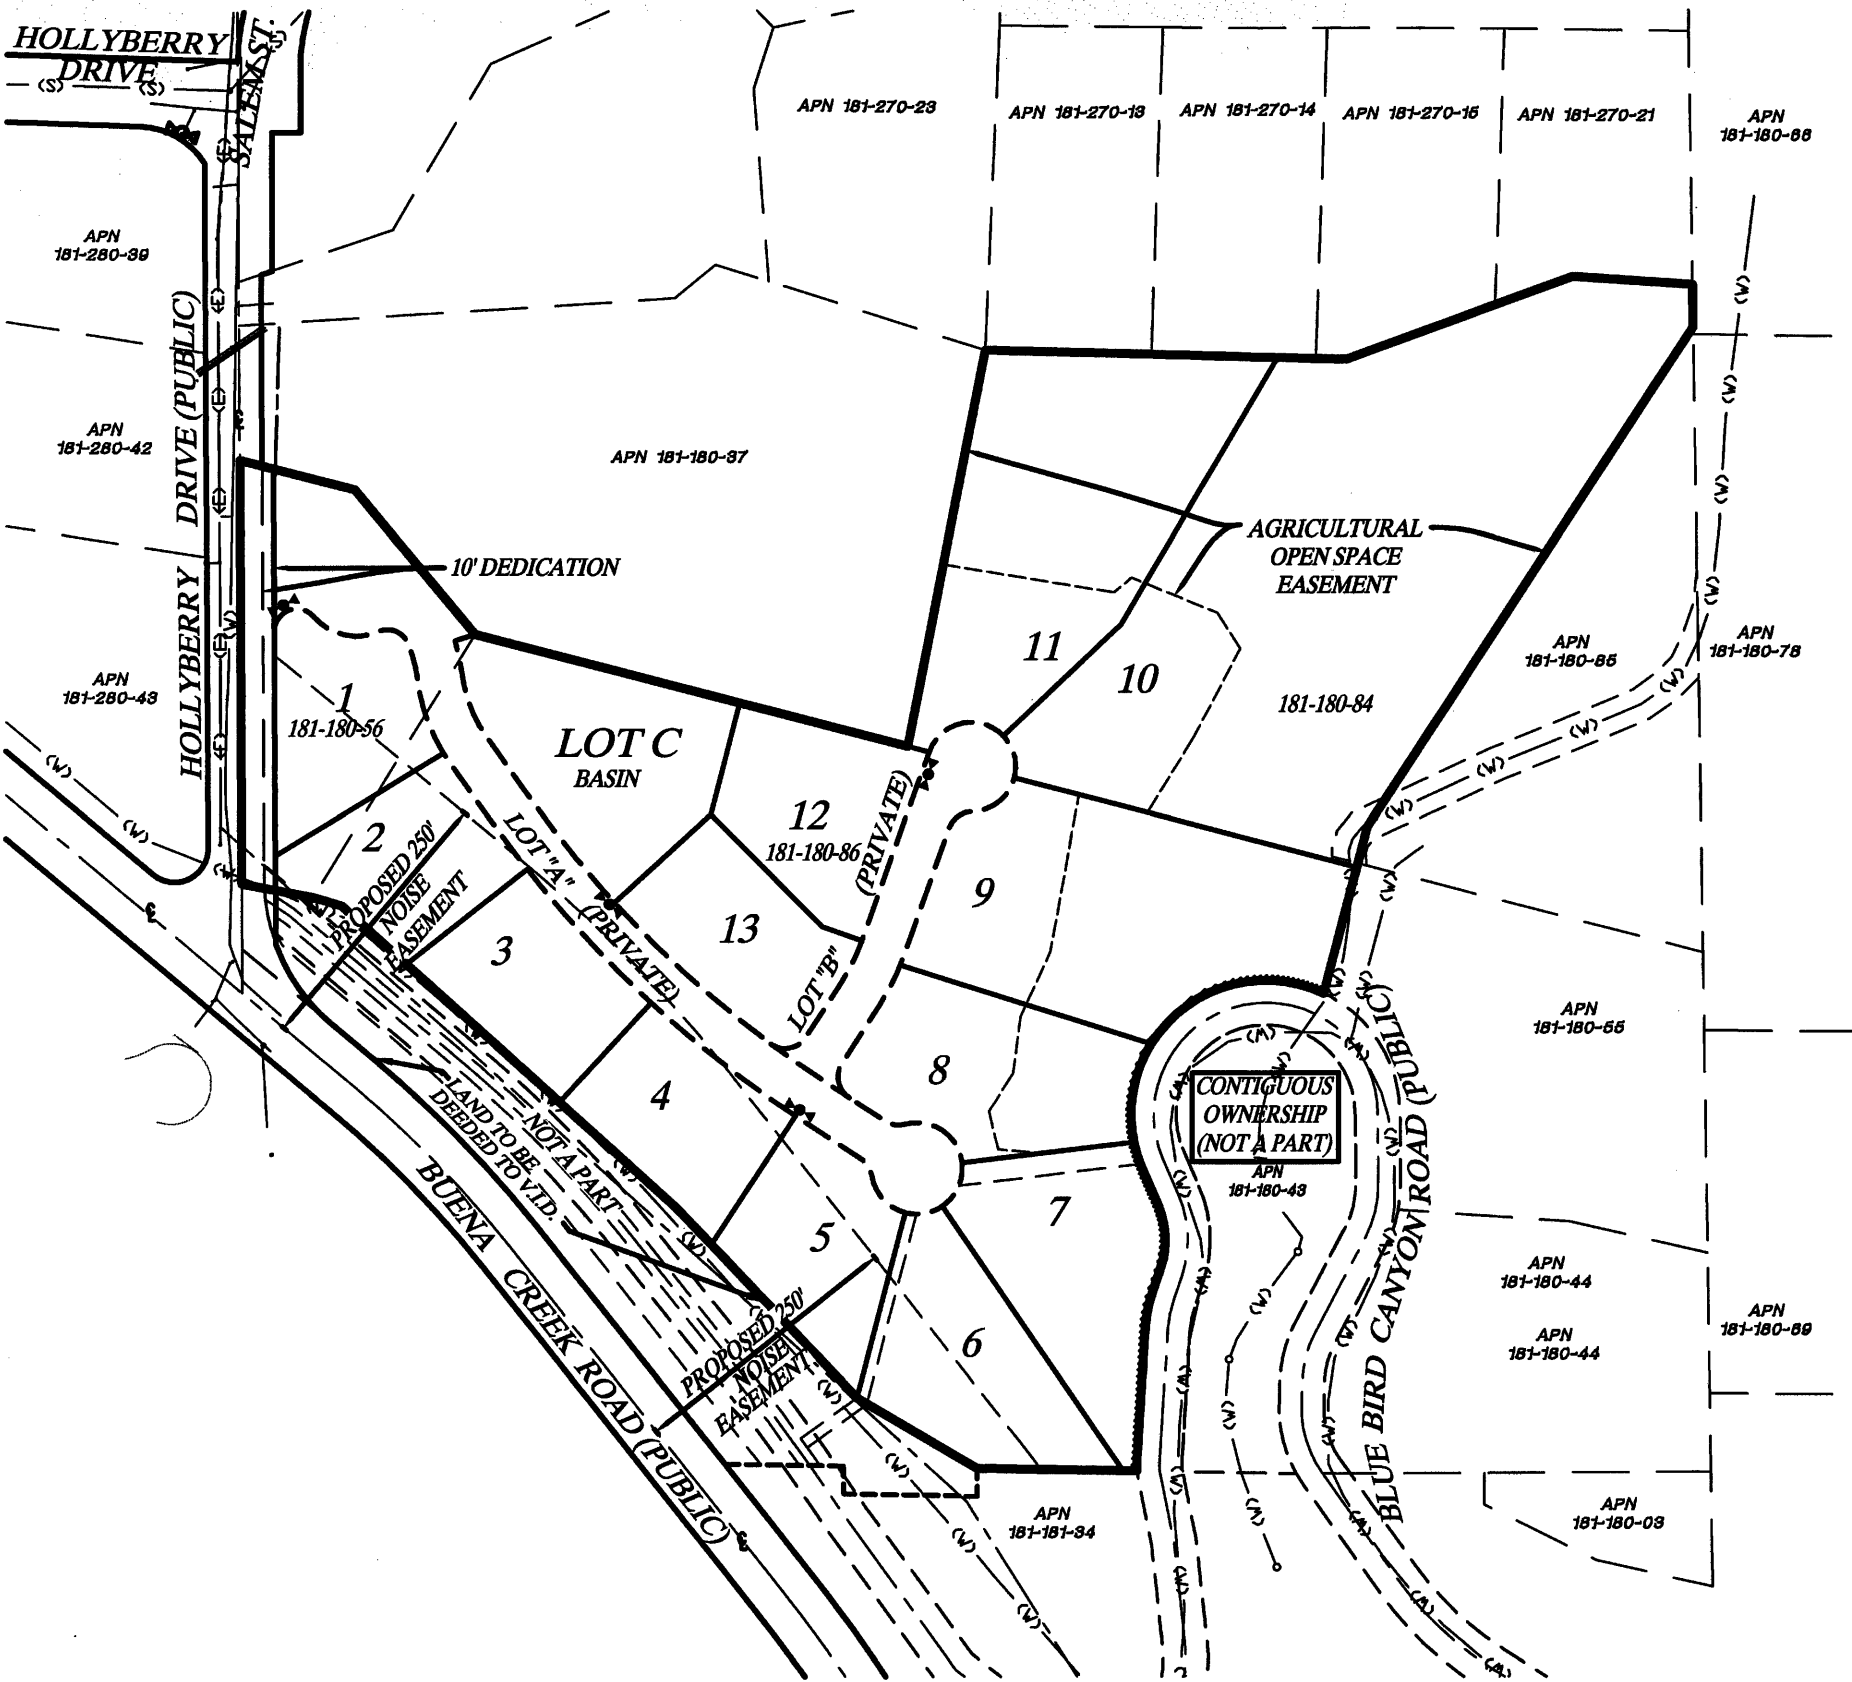 HOLLYBERRY
DRIVE
SALEM ST.
(S)
(S)
(S)
APN 181-270-23
APN 181-270-13
APN 181-270-14
APN 181-270-15
APN 181-270-21
APN
181-180-66
APN
181-280-39
APN
181-280-42
APN
181-280-43
HOLLYBERRY DRIVE (PUBLIC)
(E)
(E)
(E)
(E)
(E)
(E)
(W)
APN 181-180-37
10' DEDICATION
AGRICULTURAL
OPEN SPACE
EASEMENT
11
10
181-180-84
APN
181-180-85
APN
181-180-78
(W)
(W)
(W)
(W)
(W)
(W)
(W)
(W)
1
181-180-56
2
LOT C
BASIN
12
181-180-86
13
LOT "A"
(PRIVATE)
LOT "B"
(PRIVATE)
9
3
4
8
5
6
7
PROPOSED 250'
NOISE
EASEMENT
(W)
(W)
(W)
LAND TO BE
DEEDED TO V.I.D.
NOT A PART
(W)
(W)
(W)
PROPOSED 250'
NOISE
EASEMENT
(W)
(W)
(W)
(W)
BUENA CREEK ROAD (PUBLIC)
CONTIGUOUS
OWNERSHIP
(NOT A PART)
APN
181-180-43
BLUE BIRD CANYON ROAD (PUBLIC)
(W)
(W)
(W)
(W)
(W)
(W)
APN
181-180-55
APN
181-180-44
APN
181-180-44
APN
181-180-69
APN
181-180-03
APN
181-181-34